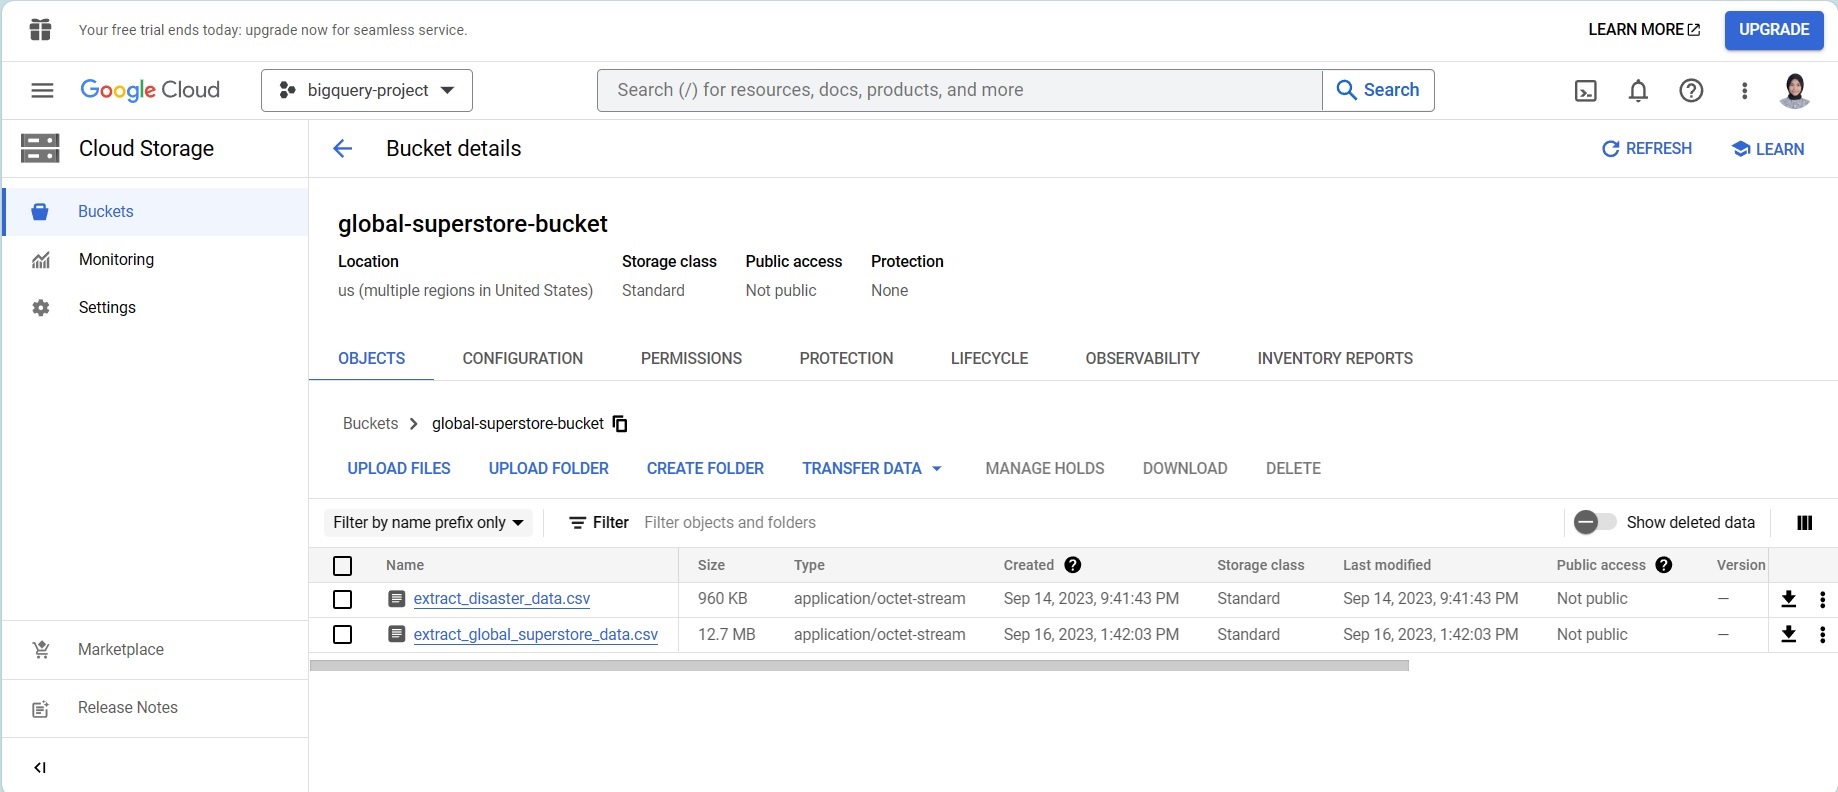 Your free trial ends today: upgrade now for seamless service.
LEARN MORE
UPGRADE
Google Cloud
bigquery-project
Search (/) for resources, docs, products, and more
Search
Cloud Storage
Bucket details
REFRESH
LEARN
Buckets
Monitoring
Settings
Marketplace
Release Notes
global-superstore-bucket
Location Storage class Public access Protection
us (multiple regions in United States) Standard Not public None
OBJECTS CONFIGURATION PERMISSIONS PROTECTION LIFECYCLE OBSERVABILITY INVENTORY REPORTS
Buckets > global-superstore-bucket
UPLOAD FILES UPLOAD FOLDER CREATE FOLDER TRANSFER DATA MANAGE HOLDS DOWNLOAD DELETE
Filter by name prefix only Filter Filter objects and folders Show deleted data
Name Size Type Created Storage class Last modified Public access Version
extract_disaster_data.csv 960 KB application/octet-stream Sep 14, 2023, 9:41:43 PM Standard Sep 14, 2023, 9:41:43 PM Not public —
extract_global_superstore_data.csv 12.7 MB application/octet-stream Sep 16, 2023, 1:42:03 PM Standard Sep 16, 2023, 1:42:03 PM Not public —